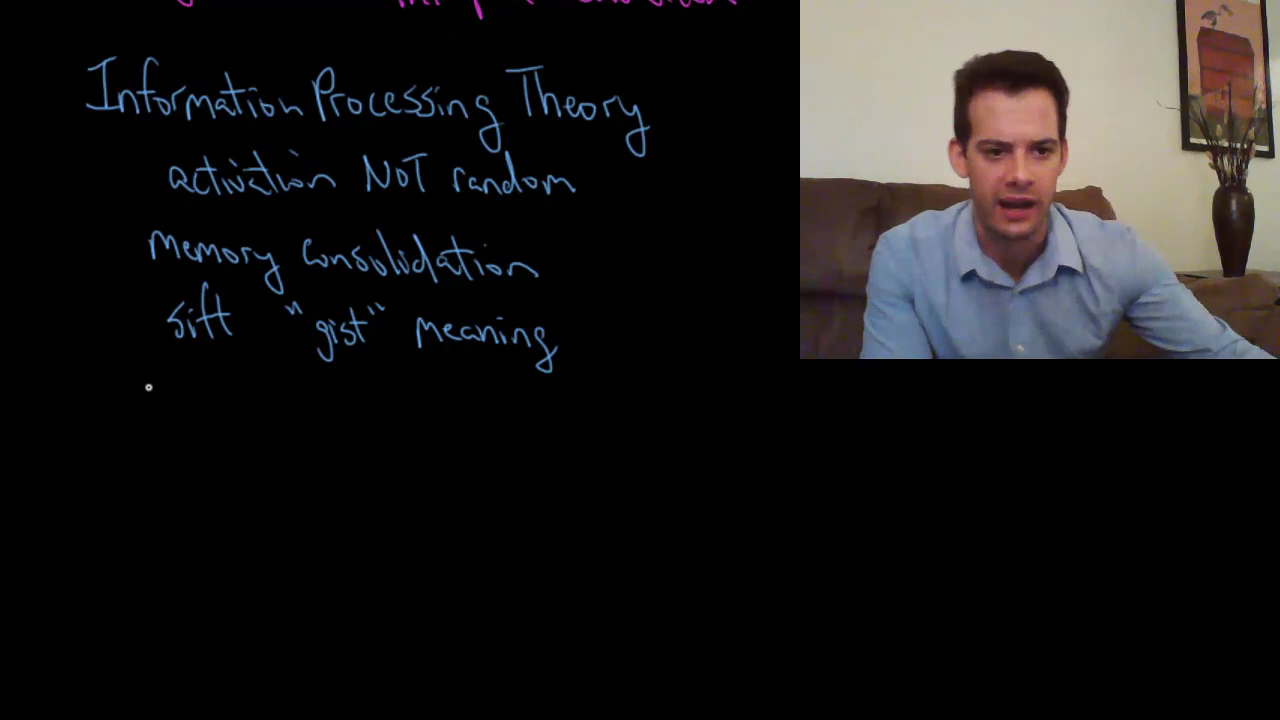 Information Processing Theory
activation NOT random
memory consolidation
sift "gist" meaning